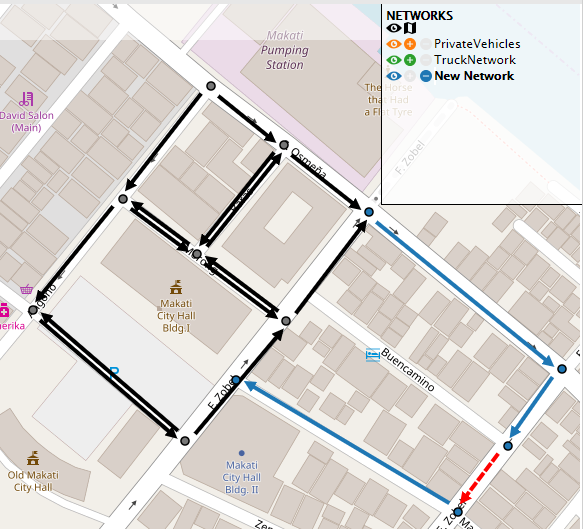 NETWORKS
PrivateVehicles
TruckNetwork
New Network
Makati
Pumping
Station
The Horse
that Had
a Flat Tyre
David Salon
(Main)
F. Zobel
Osmeña
Makati
City Hall
Bldg.I
Buencamino
F. Zobel
Makati
City Hall
Bldg. II
Old Makati
City Hall